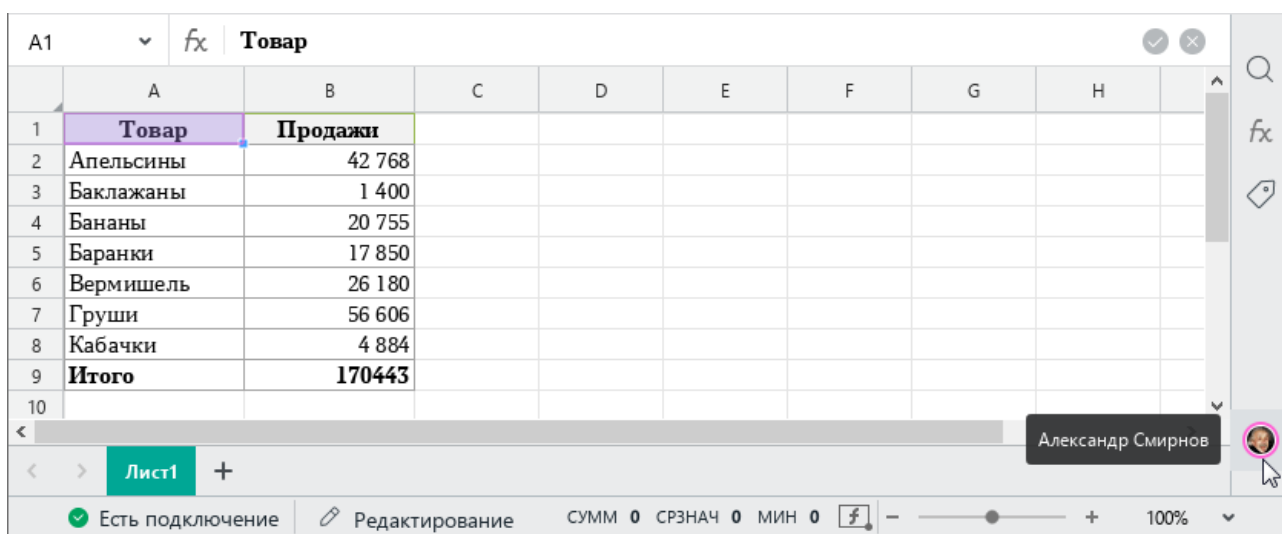 A1 fx Товар
A B C D E F G H
1 Товар Продажи
2 Апельсины 42 768
3 Баклажаны 1 400
4 Бананы 20 755
5 Баранки 17 850
6 Вермишель 26 180
7 Груши 56 606
8 Кабачки 4 884
9 Итого 170443
10
fx
Александр Смирнов
Лист1 +
Есть подключение Редактирование СУММ 0 СРЗНАЧ 0 МИН 0 f − + 100%